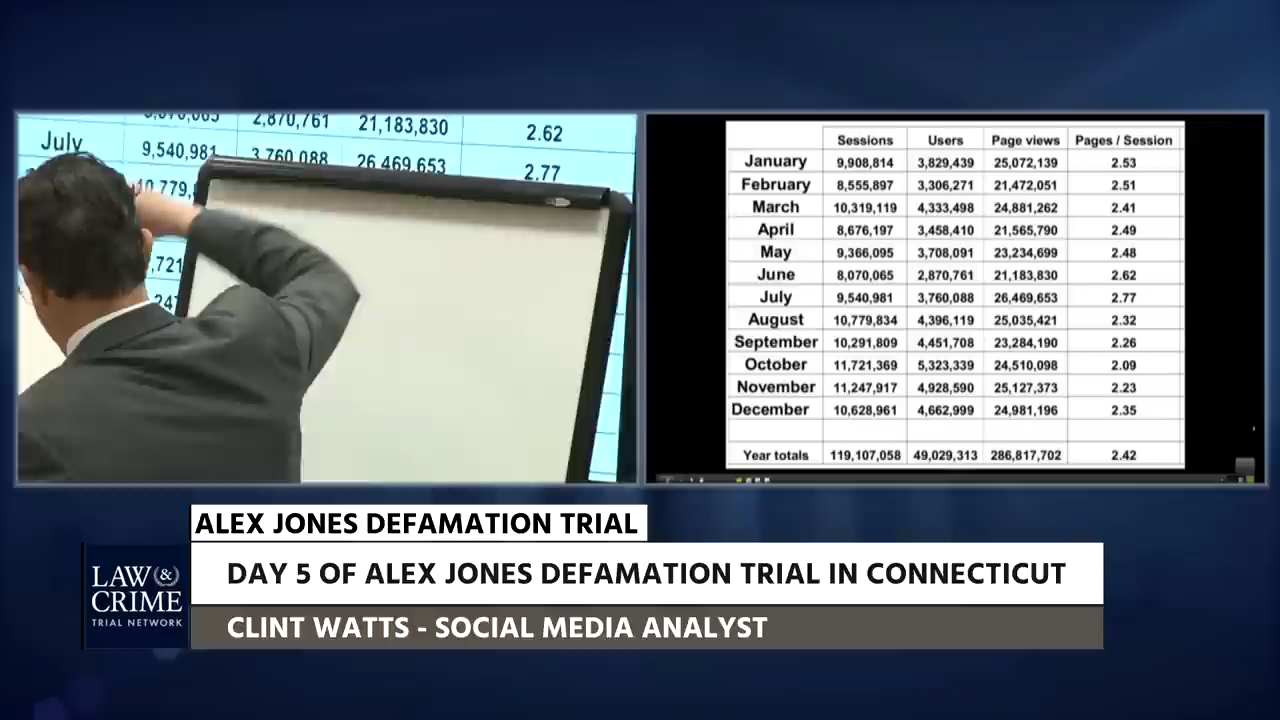 3,070,065 2,870,761 21,183,830 2.62
July 9,540,981 3,760,088 26,469,653 2.77
10,779,
,721
247
Sessions Users Page views Pages / Session
January 9,908,814 3,829,439 25,072,139 2.53
February 8,555,897 3,306,271 21,472,051 2.51
March 10,319,119 4,333,498 24,881,262 2.41
April 8,676,197 3,458,410 21,565,790 2.49
May 9,366,095 3,708,091 23,234,699 2.48
June 8,070,065 2,870,761 21,183,830 2.62
July 9,540,981 3,760,088 26,469,653 2.77
August 10,779,834 4,396,119 25,035,421 2.32
September 10,291,809 4,451,708 23,284,190 2.26
October 11,721,369 5,323,339 24,510,098 2.09
November 11,247,917 4,928,590 25,127,373 2.23
December 10,628,961 4,662,999 24,981,196 2.35
Year totals 119,107,058 49,029,313 286,817,702 2.42
ALEX JONES DEFAMATION TRIAL
DAY 5 OF ALEX JONES DEFAMATION TRIAL IN CONNECTICUT
CLINT WATTS - SOCIAL MEDIA ANALYST
LAW &
CRIME
TRIAL NETWORK